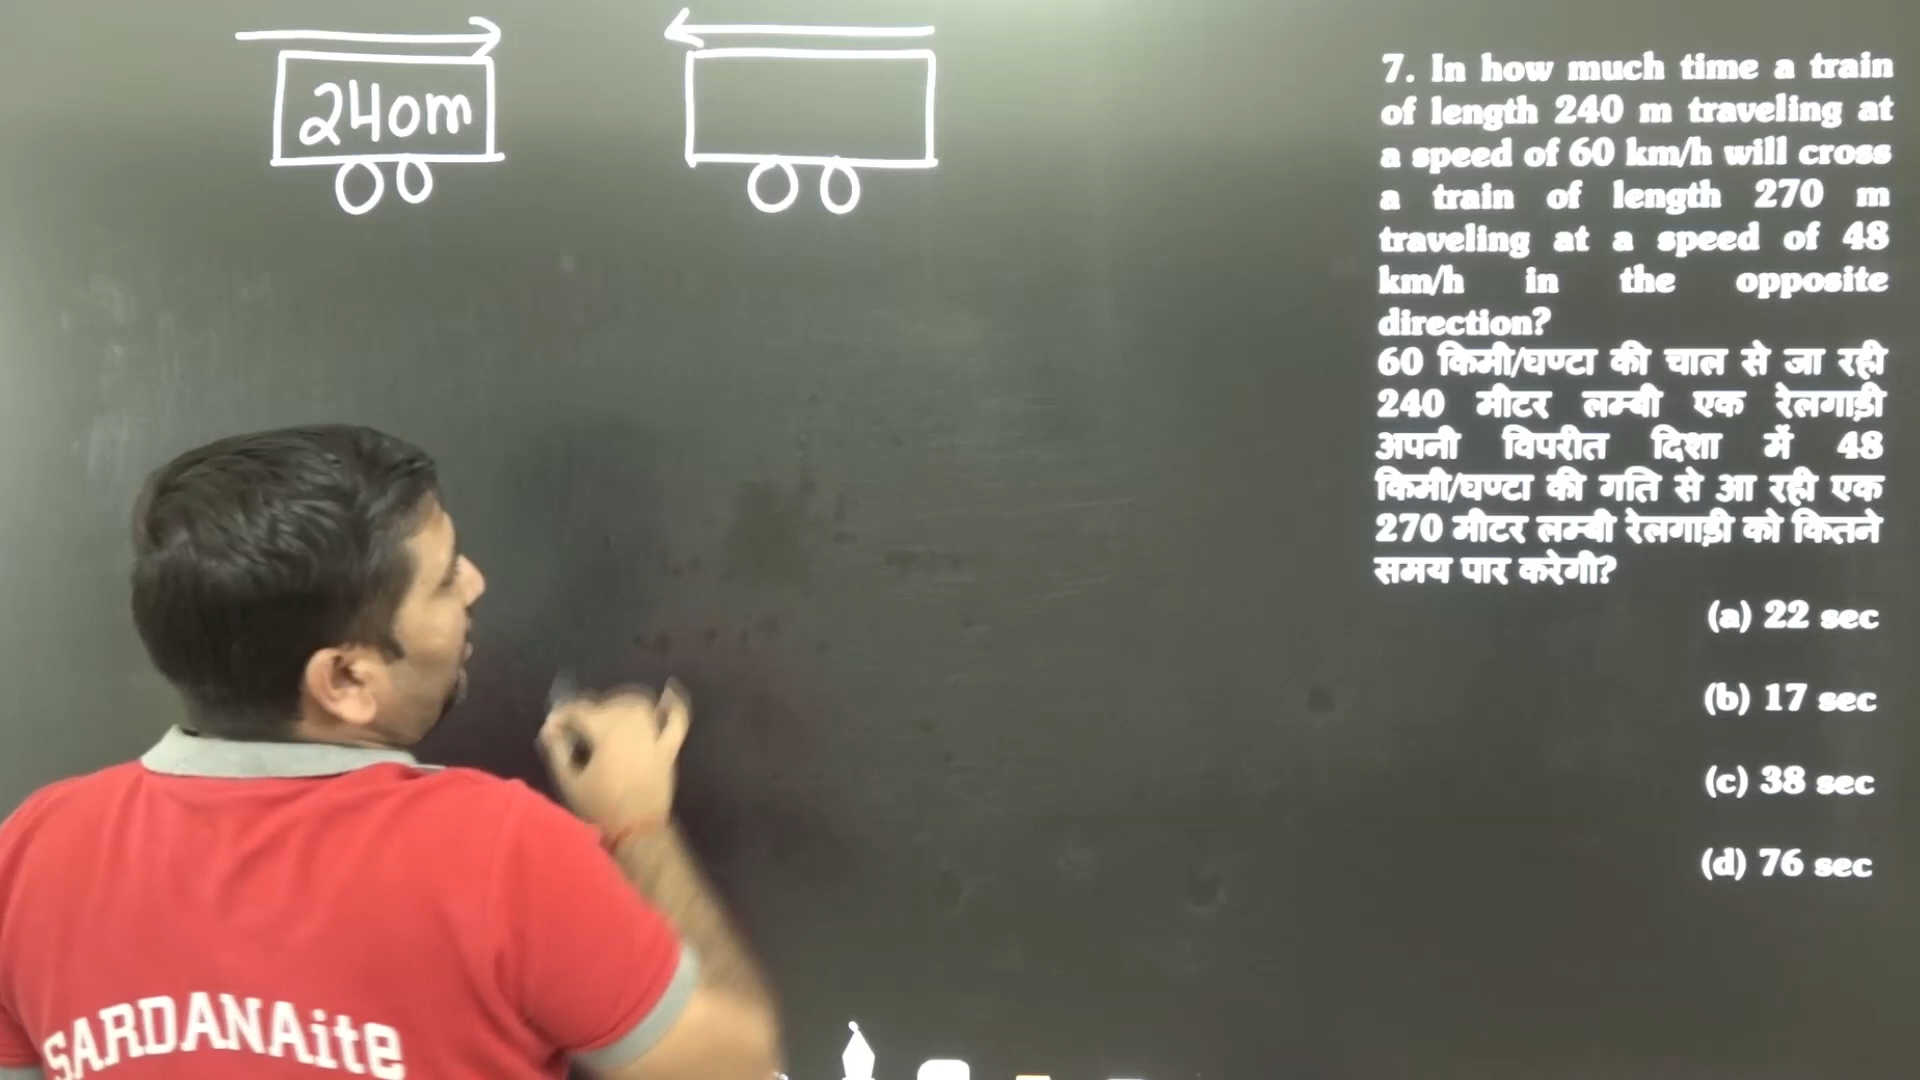 240m
7. In how much time a train
of length 240 m traveling at
a speed of 60 km/h will cross
a train of length 270 m
traveling at a speed of 48
km/h in the opposite
direction?
60 किमी/घण्टा की चाल से जा रही
240 मीटर लम्बी एक रेलगाड़ी
अपनी विपरीत दिशा में 48
किमी/घण्टा की गति से आ रही एक
270 मीटर लम्बी रेलगाड़ी को कितने
समय पार करेगी?
(a) 22 sec
(b) 17 sec
(c) 38 sec
(d) 76 sec
SARDANAite